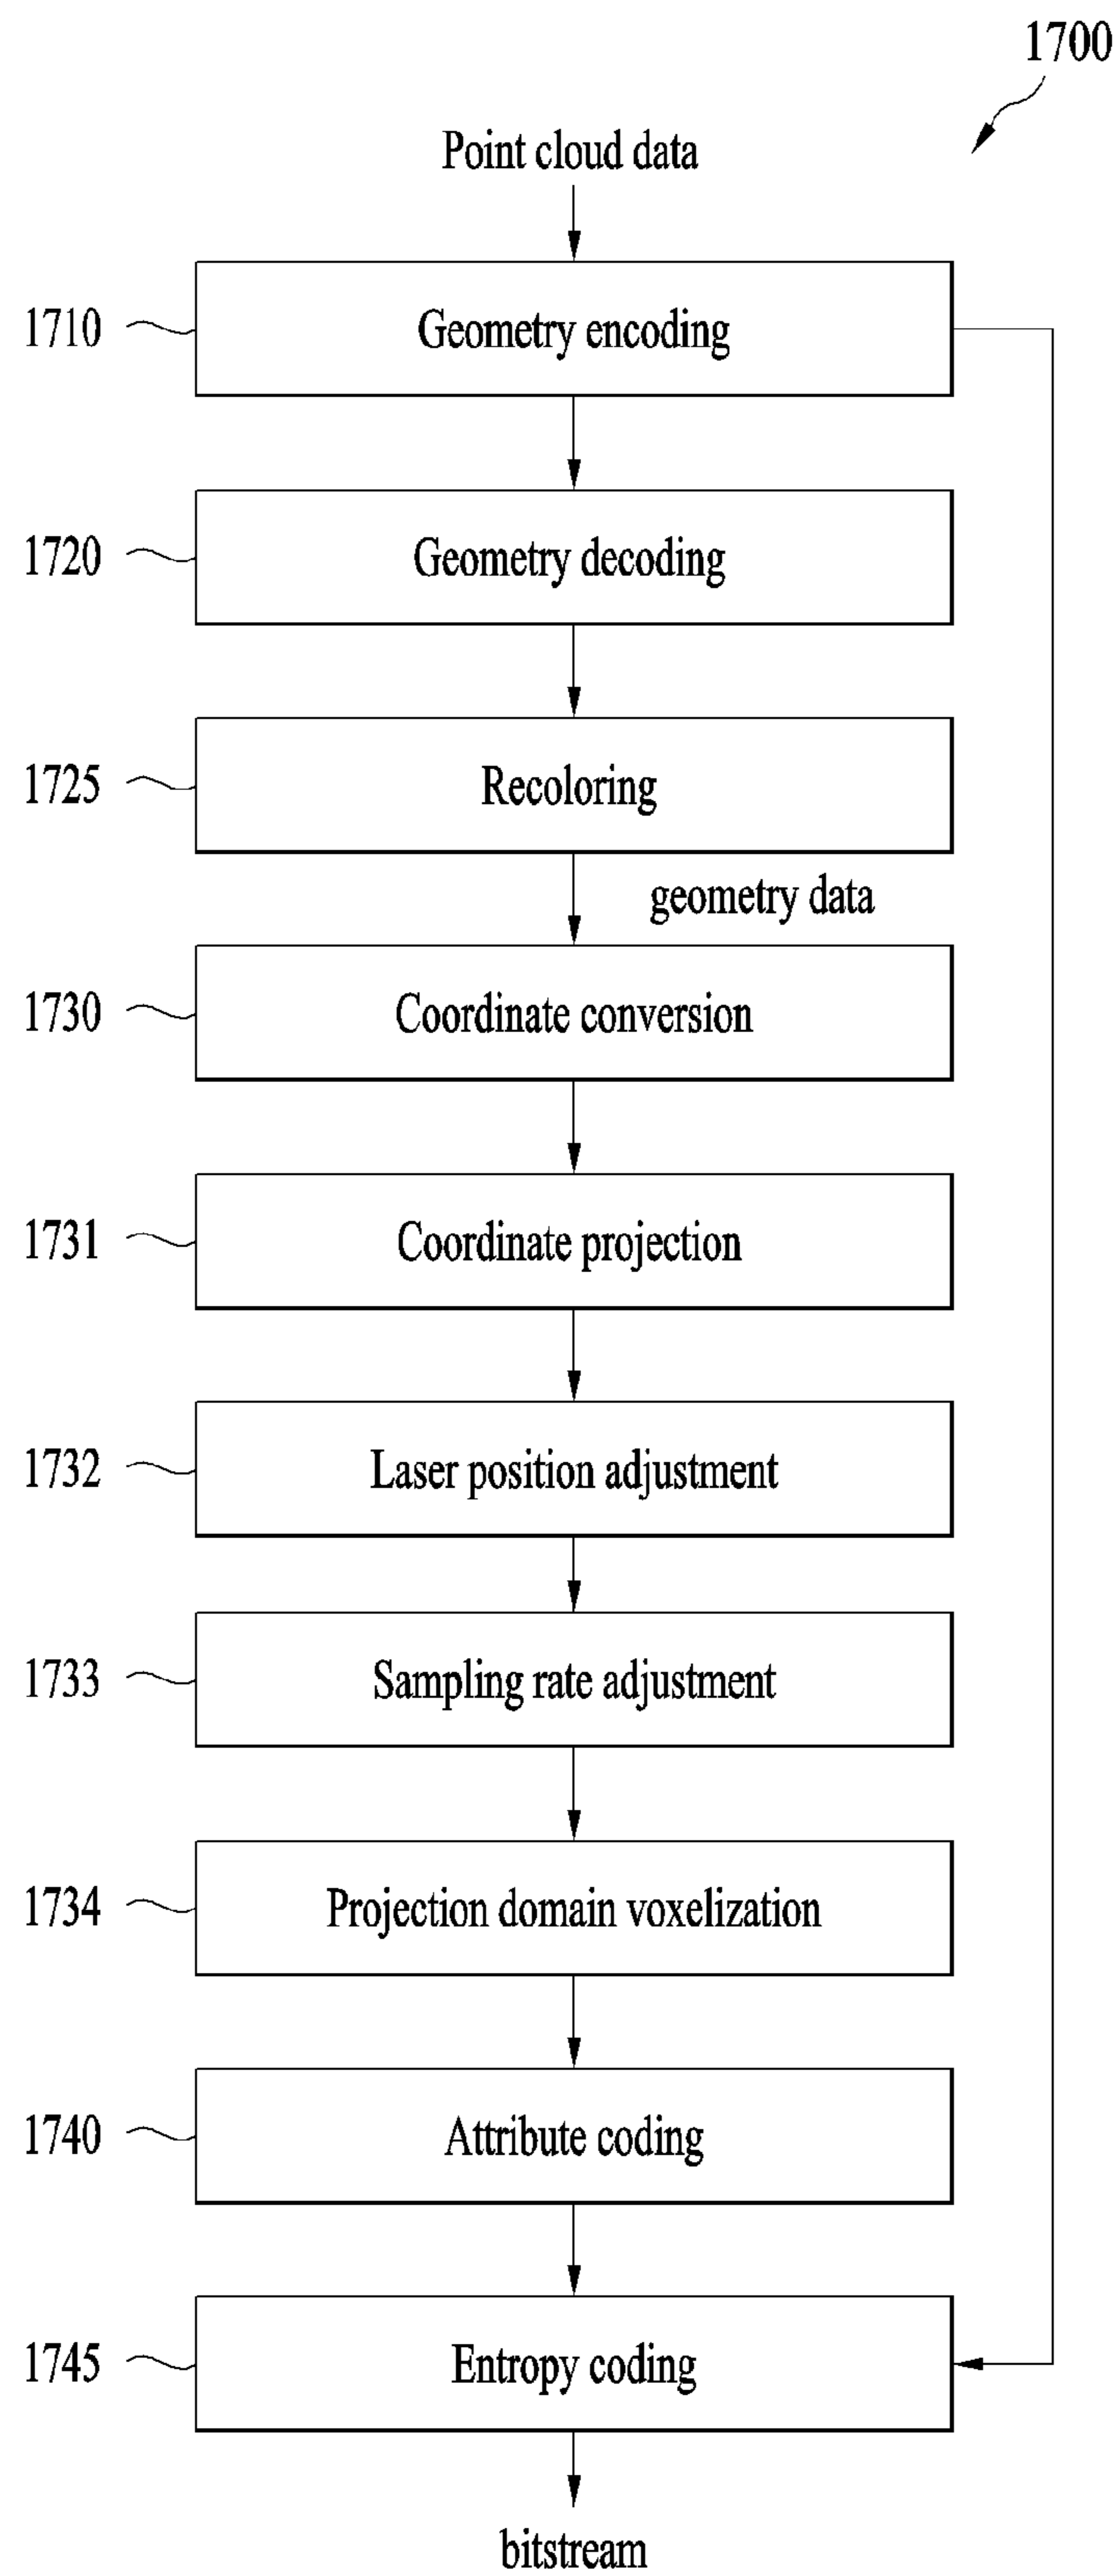 1700
Point cloud data
1710 Geometry encoding
1720 Geometry decoding
1725 Recoloring
geometry data
1730 Coordinate conversion
1731 Coordinate projection
1732 Laser position adjustment
1733 Sampling rate adjustment
1734 Projection domain voxelization
1740 Attribute coding
1745 Entropy coding
bitstream